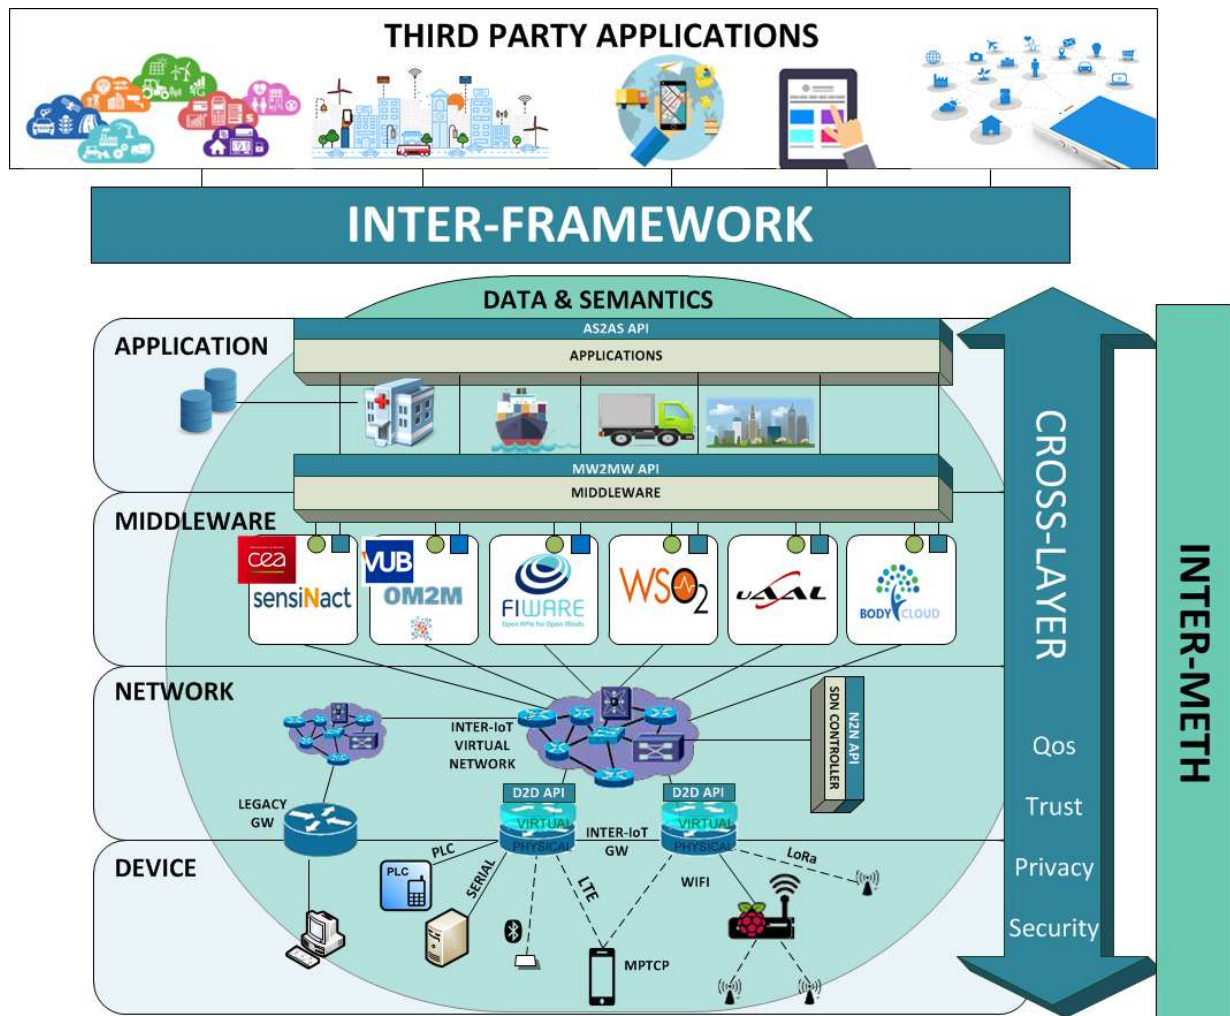 THIRD PARTY APPLICATIONS
INTER-FRAMEWORK
DATA & SEMANTICS
AS2AS API
APPLICATION
APPLICATIONS
MW2MW API
MIDDLEWARE
MIDDLEWARE
cea
sensiNact
VUB
OM2M
FIWARE
Open APIs for Open Minds
WSO2
uAAL
BODY CLOUD
NETWORK
INTER-IoT
VIRTUAL
NETWORK
SDN CONTROLLER
N2N API
D2D API
D2D API
LEGACY
GW
VIRTUAL
PHYSICAL
INTER-IoT
GW
VIRTUAL
PHYSICAL
DEVICE
PLC
PLC
SERIAL
LTE
WIFI
LoRa
MPTCP
CROSS-LAYER
Qos
Trust
Privacy
Security
INTER-METH